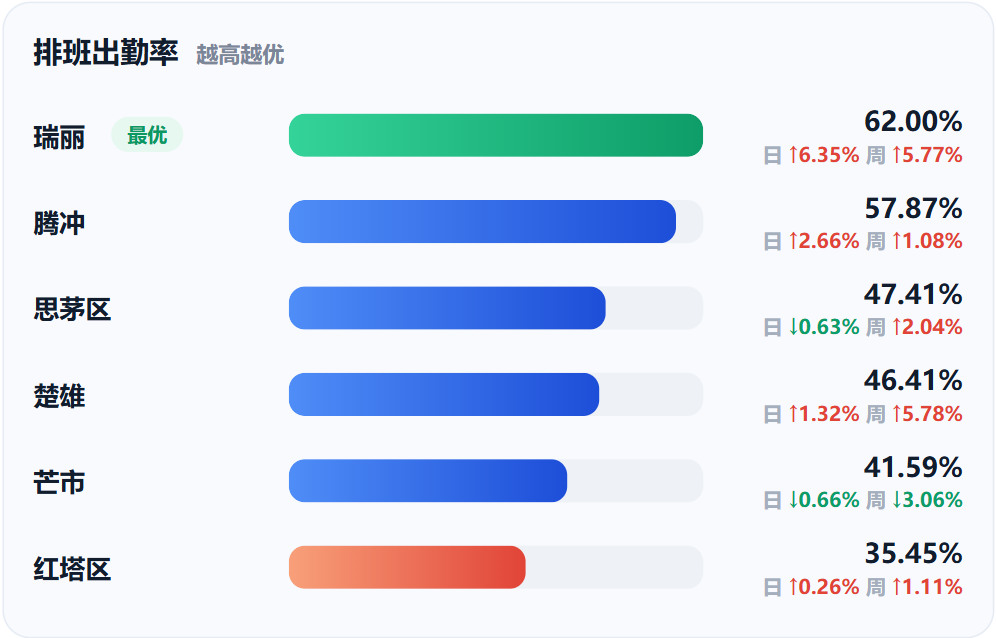 排班出勤率 越高越优
瑞丽 最优 62.00%
日 ↑6.35% 周 ↑5.77%
腾冲 57.87%
日 ↑2.66% 周 ↑1.08%
思茅区 47.41%
日 ↓0.63% 周 ↑2.04%
楚雄 46.41%
日 ↑1.32% 周 ↑5.78%
芒市 41.59%
日 ↓0.66% 周 ↓3.06%
红塔区 35.45%
日 ↑0.26% 周 ↑1.11%